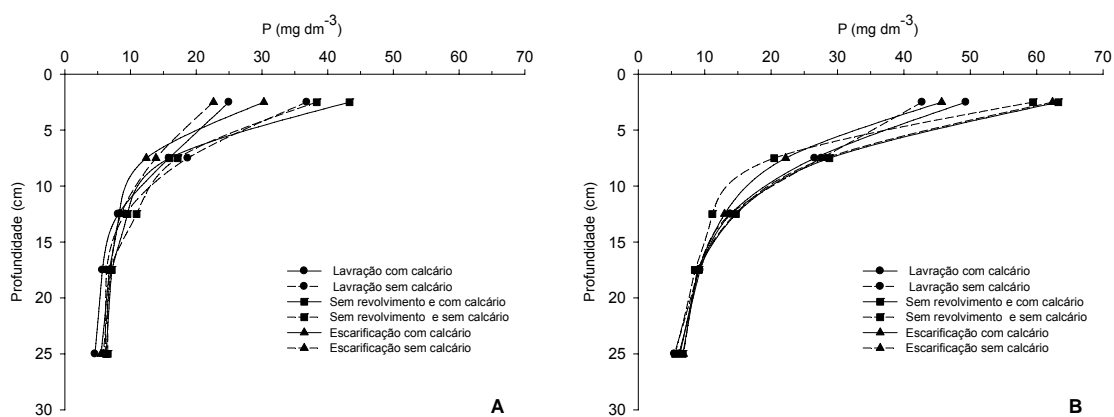 P (mg dm-3)
0 10 20 30 40 50 60 70
Profundidade (cm)
0
5
10
15
20
25
30
Lavração com calcário
Lavração sem calcário
Sem revolvimento e com calcário
Sem revolvimento e sem calcário
Escarificação com calcário
Escarificação sem calcário
A
P (mg dm-3)
0 10 20 30 40 50 60 70
Profundidade (cm)
0
5
10
15
20
25
30
Lavração com calcário
Lavração sem calcário
Sem revolvimento e com calcário
Sem revolvimento e sem calcário
Escarificação com calcário
Escarificação sem calcário
B